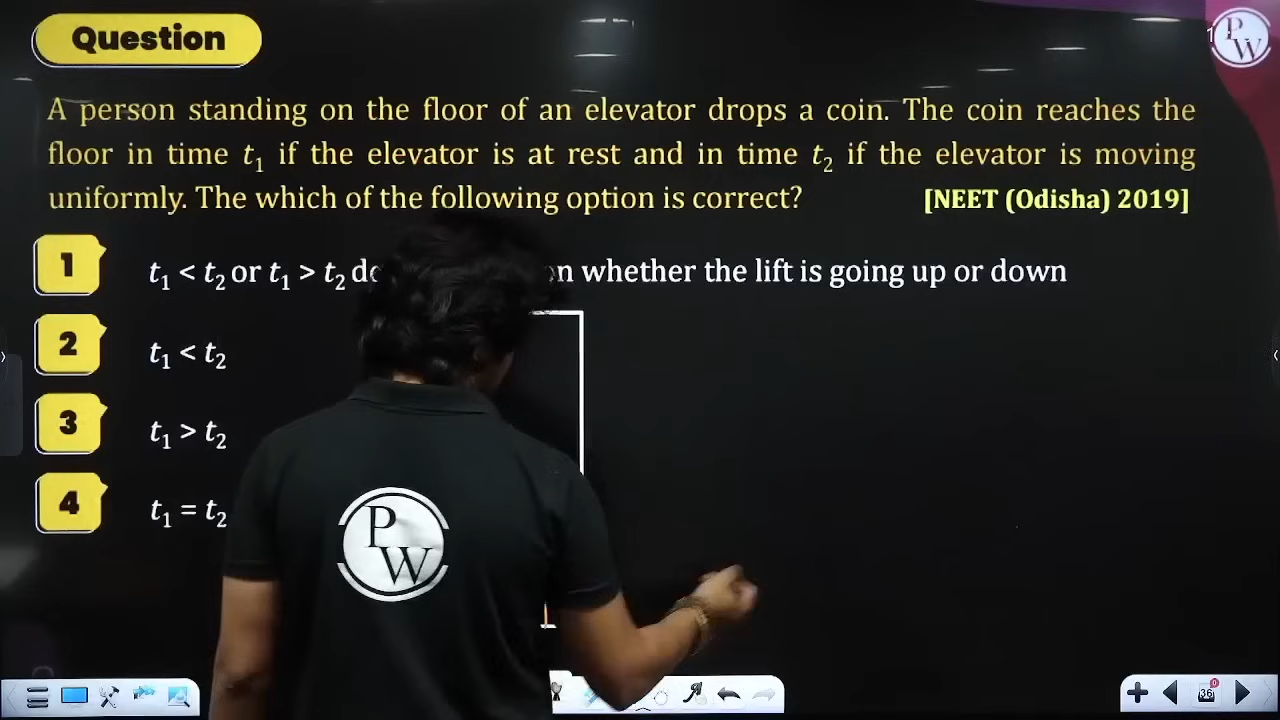 Question
A person standing on the floor of an elevator drops a coin. The coin reaches the
floor in time t₁ if the elevator is at rest and in time t₂ if the elevator is moving
uniformly. The which of the following option is correct?
[NEET (Odisha) 2019]
1 t₁ < t₂ or t₁ > t₂ whether the lift is going up or down
2 t₁ < t₂
3 t₁ > t₂
4 t₁ = t₂
P W
P W
36